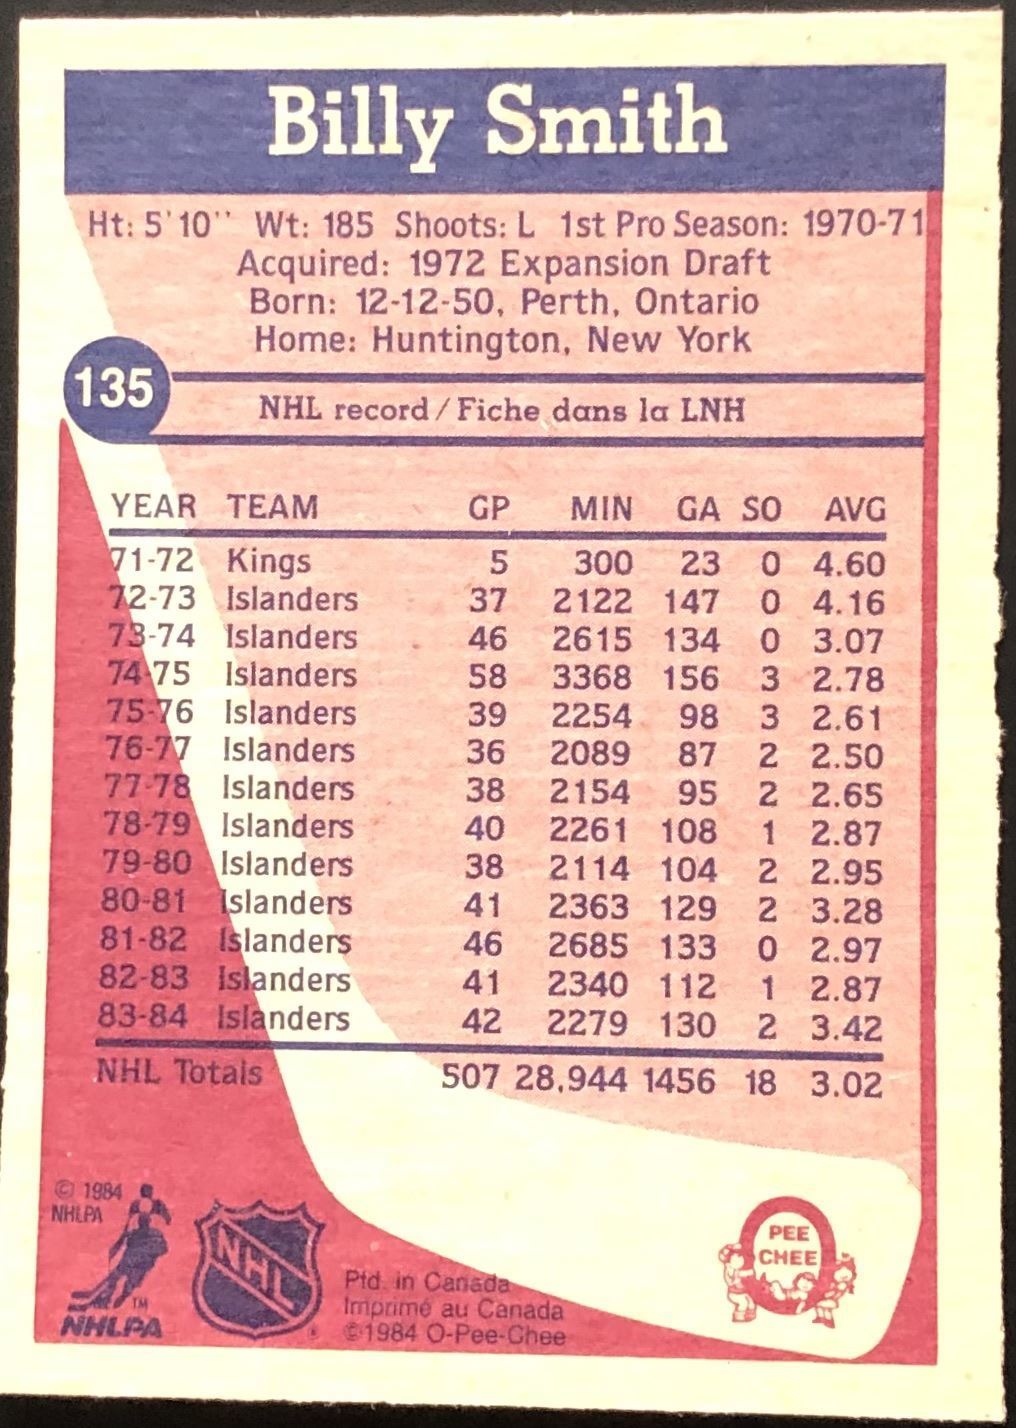 Billy Smith
Ht: 5'10" Wt: 185 Shoots: L 1st Pro Season: 1970-71
Acquired: 1972 Expansion Draft
Born: 12-12-50, Perth, Ontario
Home: Huntington, New York
135
NHL record / Fiche dans la LNH
YEAR TEAM GP MIN GA SO AVG
71-72 Kings 5 300 23 0 4.60
72-73 Islanders 37 2122 147 0 4.16
73-74 Islanders 46 2615 134 0 3.07
74-75 Islanders 58 3368 156 3 2.78
75-76 Islanders 39 2254 98 3 2.61
76-77 Islanders 36 2089 87 2 2.50
77-78 Islanders 38 2154 95 2 2.65
78-79 Islanders 40 2261 108 1 2.87
79-80 Islanders 38 2114 104 2 2.95
80-81 Islanders 41 2363 129 2 3.28
81-82 Islanders 46 2685 133 0 2.97
82-83 Islanders 41 2340 112 1 2.87
83-84 Islanders 42 2279 130 2 3.42
NHL Totals 507 28,944 1456 18 3.02
© 1984
NHLPA
TM
NHLPA
NHL
®
Ptd. in Canada
Imprimé au Canada
©1984 O-Pee-Chee
PEE
CHEE